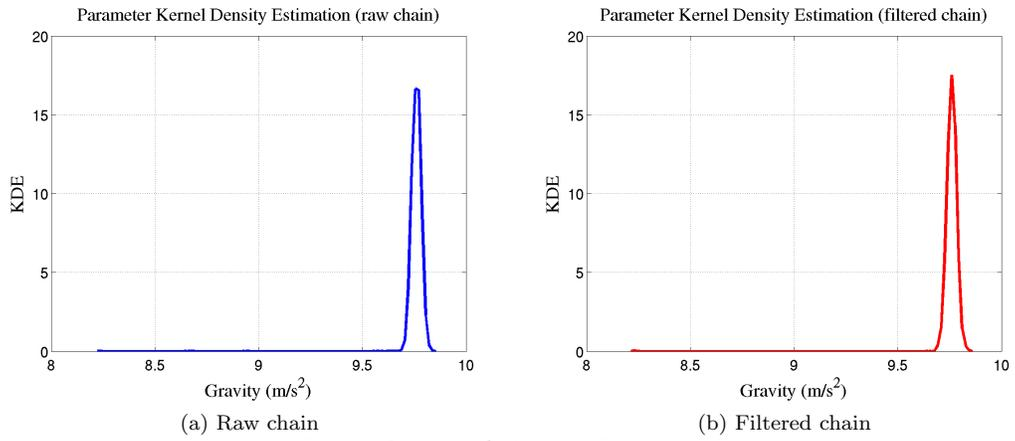 Parameter Kernel Density Estimation (raw chain)
20
15
10
5
0
KDE
8
8.5
9
9.5
10
Gravity (m/s²)
(a) Raw chain
Parameter Kernel Density Estimation (filtered chain)
20
15
10
5
0
KDE
8
8.5
9
9.5
10
Gravity (m/s²)
(b) Filtered chain